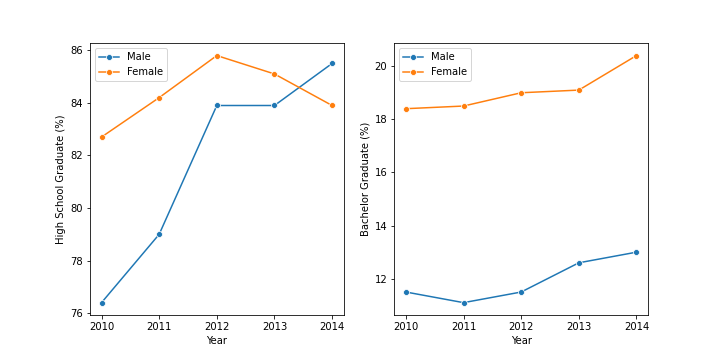 High School Graduate (%)
86
84
82
80
78
76
Male
Female
2010 2011 2012 2013 2014
Year
Bachelor Graduate (%)
20
18
16
14
12
Male
Female
2010 2011 2012 2013 2014
Year